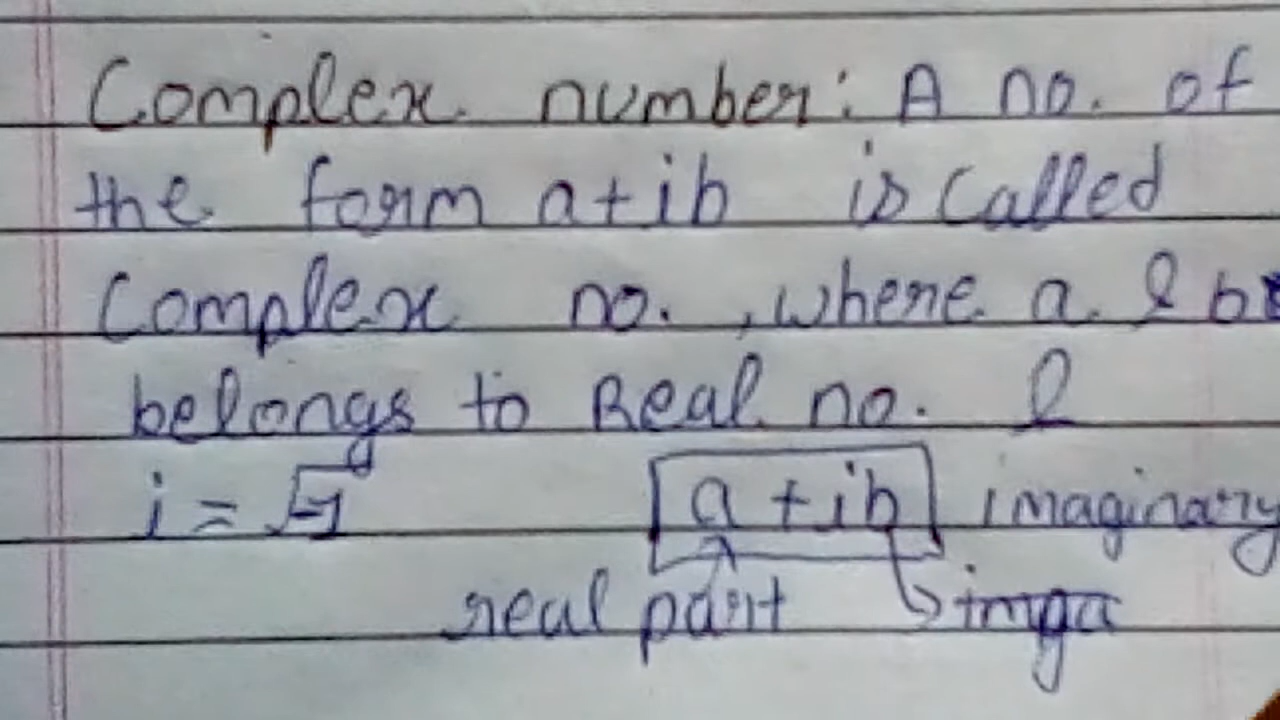 Complex number: A no. of
the form a+ib is called
Complex no., where a & b
belongs to Real no. &
i = √-1 a + ib imaginary
real part imga